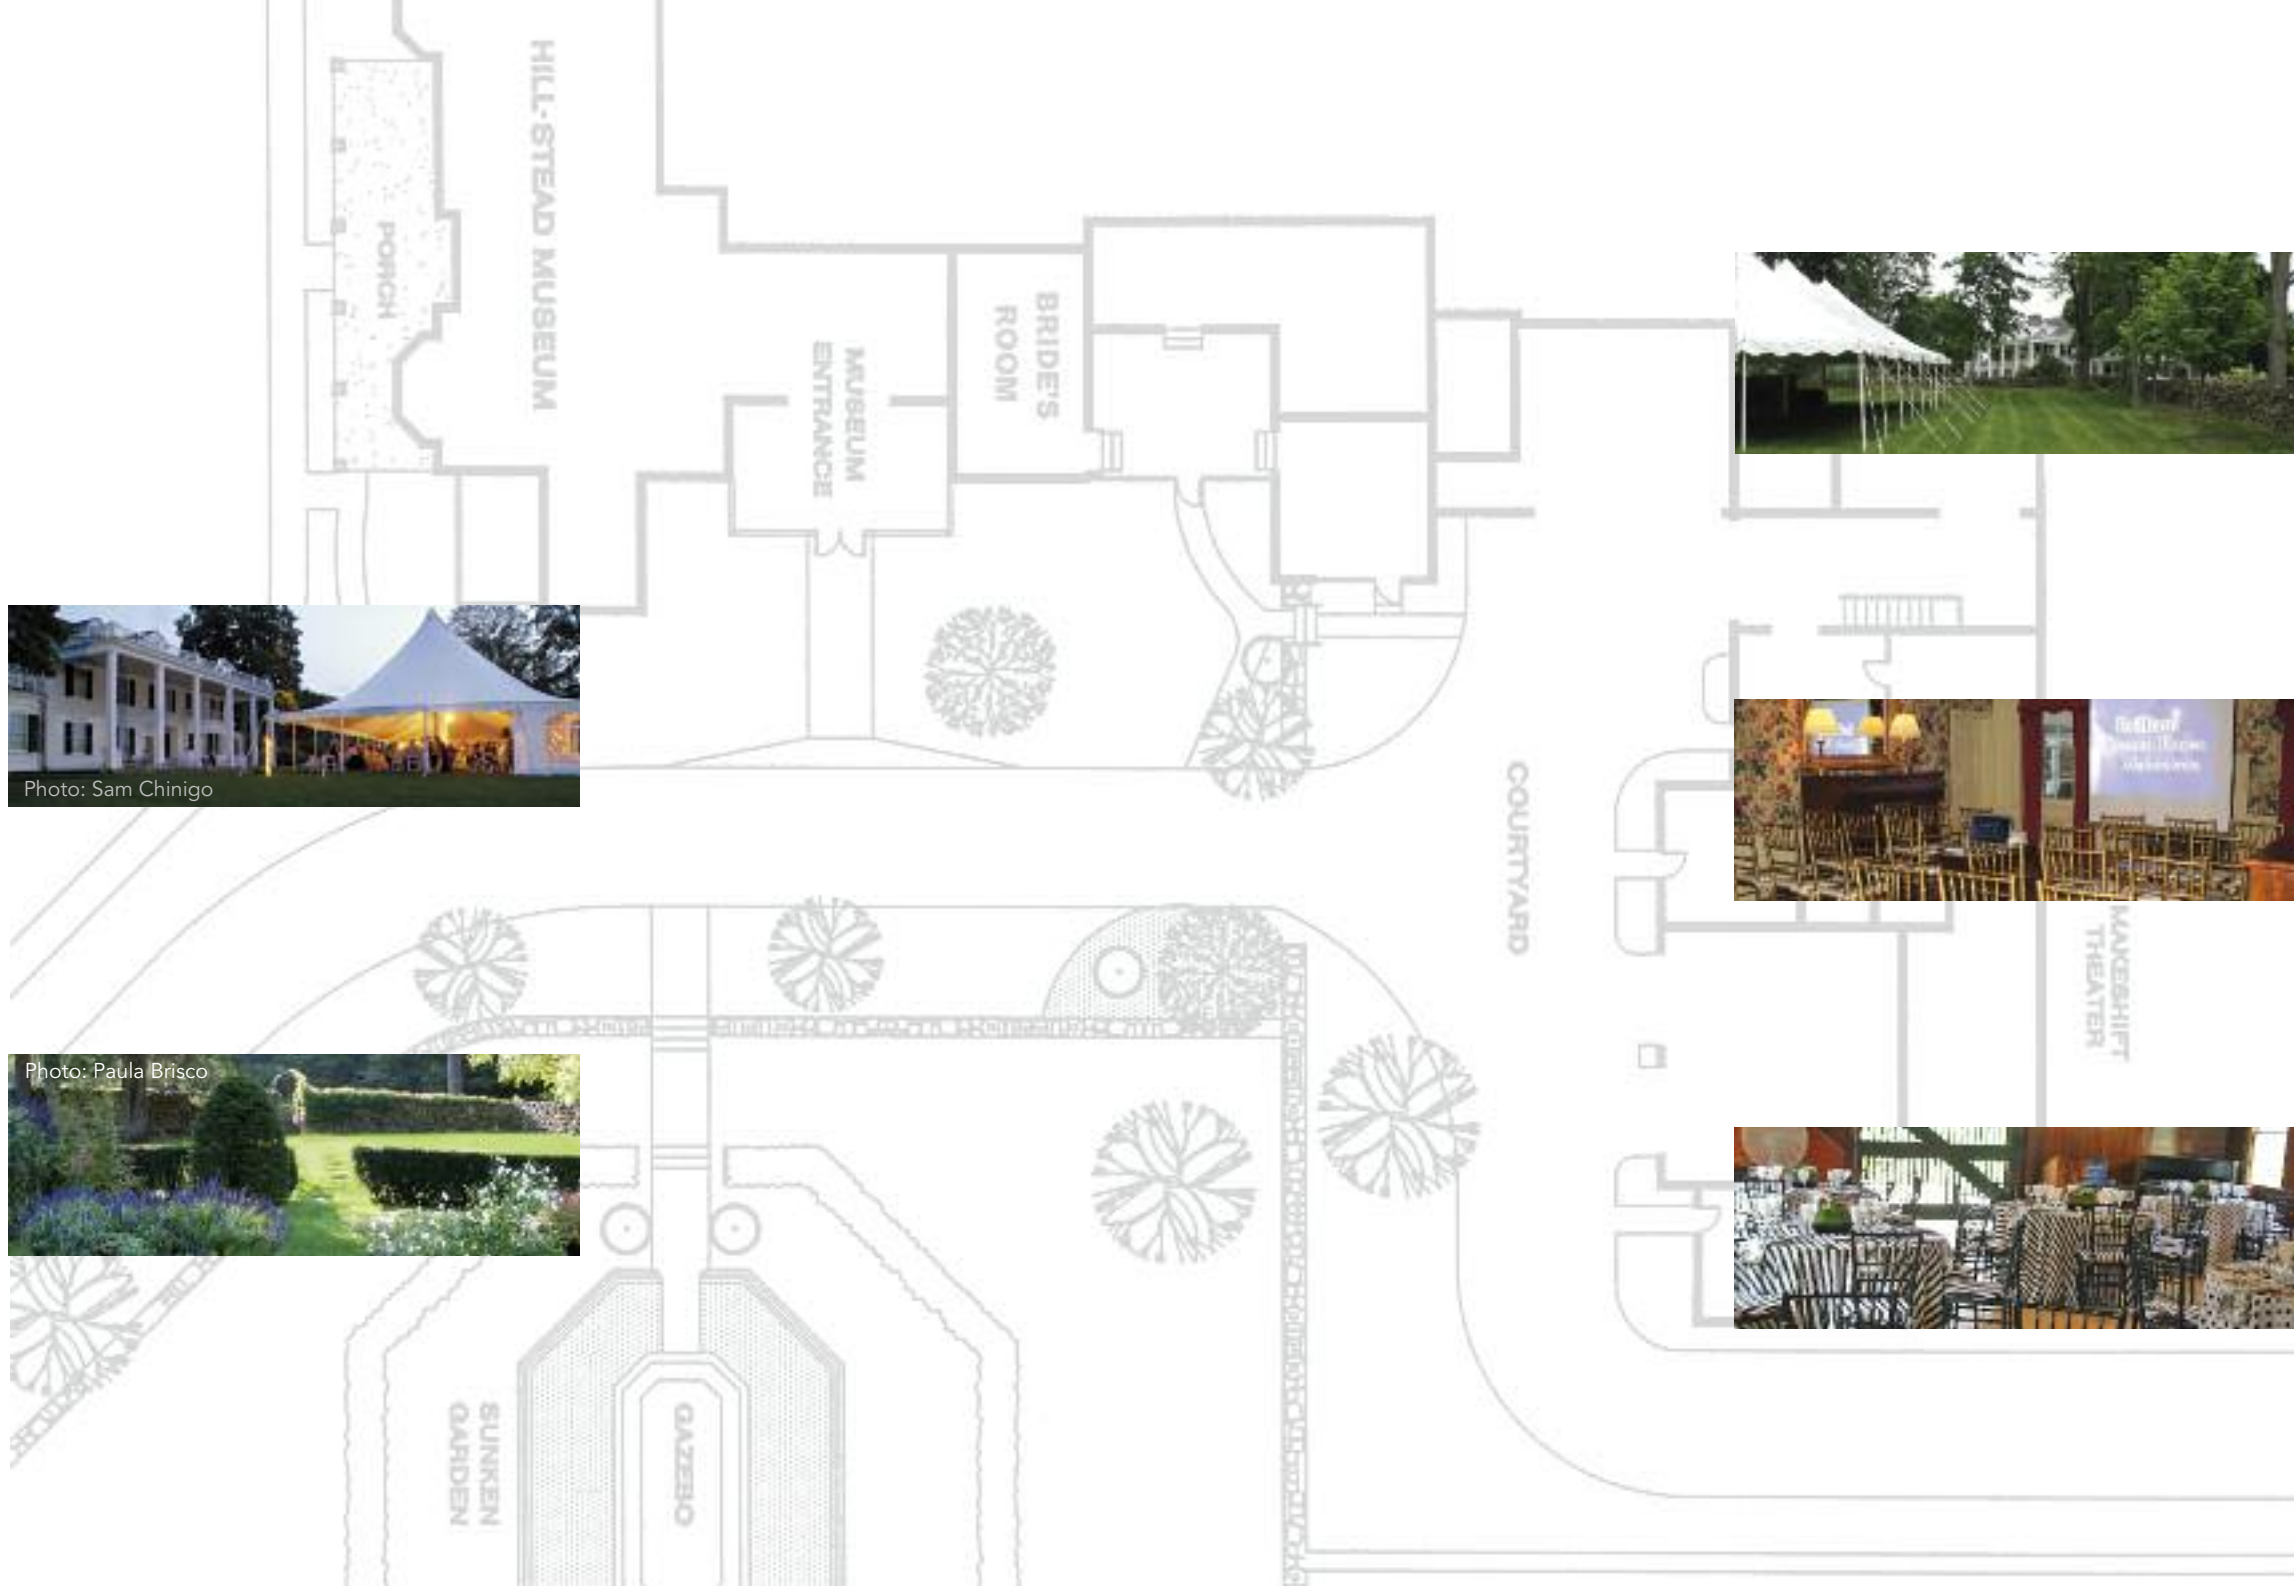 HILL-STEAD MUSEUM
PORCH
MUSEUM
ENTRANCE
BRIDE'S
ROOM
Photo: Sam Chinigo
COURTYARD
MAKESHIFT
THEATER
Photo: Paula Brisco
SUNKEN
GARDEN
GAZEBO